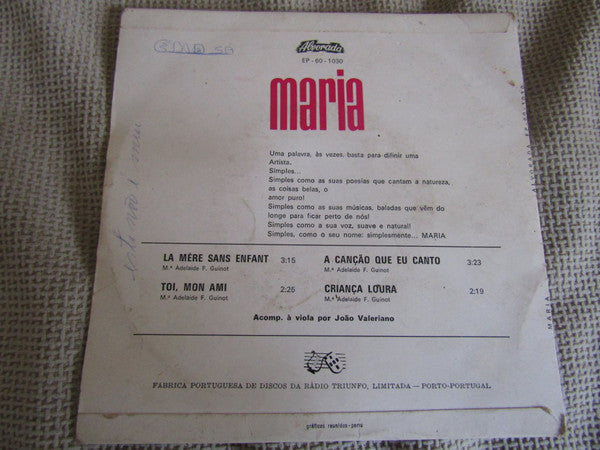 Alvorada
EP - 60 - 1030
maria
Uma palavra, às vezes, basta para difinir uma
Artista.
Simples...
Simples como as suas poesias que cantam a natureza,
as coisas belas, o
amor puro!
Simples como as suas músicas, baladas que vêm do
longe para ficar perto de nós!
Simples como a sua voz, suave e natural!
Simples, como o seu nome: simplesmente... MARIA
LA MÈRE SANS ENFANT 3:15
M.ª Adelaide F. Guinot
TOI, MON AMI 2:25
M.ª Adelaide F. Guinot
A CANÇÃO QUE EU CANTO 3:23
M.ª Adelaide F. Guinot
CRIANÇA LOURA 2:19
M.ª Adelaide F. Guinot
Acomp. à viola por João Valeriano
FABRICA PORTUGUESA DE DISCOS DA RÁDIO TRIUNFO, LIMITADA — PORTO-PORTUGAL
gráficos reunidos-porto
MARIA